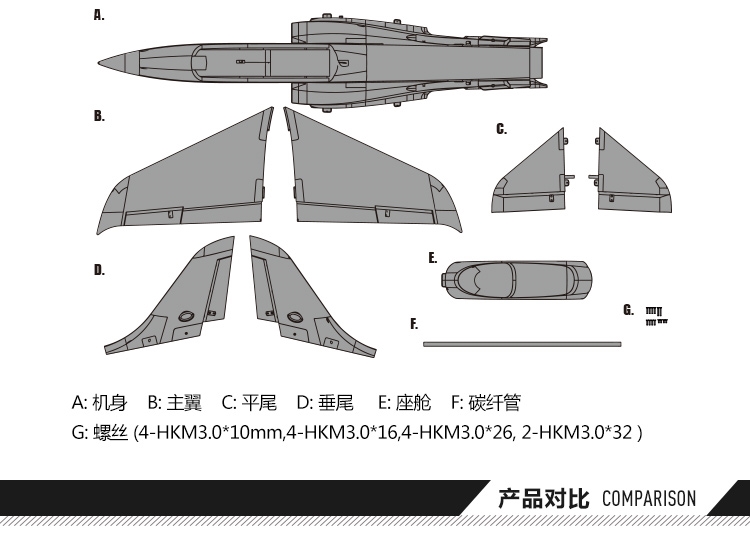 A.
B.
C.
D.
E.
F.
G.
A: 机身 B: 主翼 C: 平尾 D: 垂尾 E: 座舱 F: 碳纤管
G: 螺丝 (4-HKM3.0*10mm,4-HKM3.0*16,4-HKM3.0*26, 2-HKM3.0*32 )
产品对比 COMPARISON